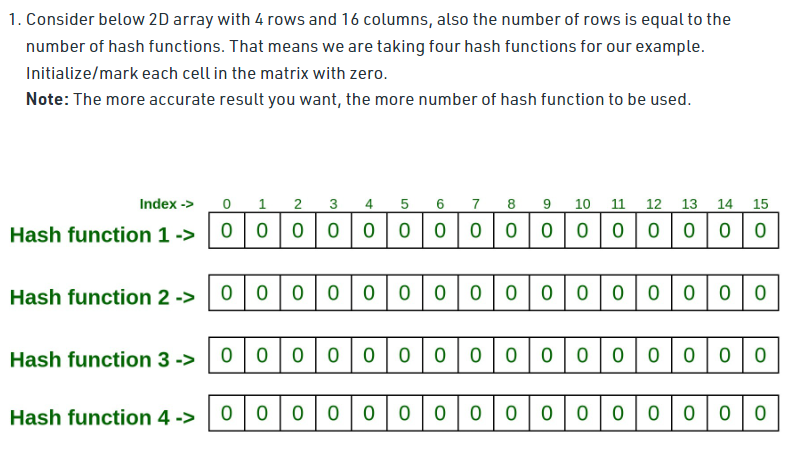 1. Consider below 2D array with 4 rows and 16 columns, also the number of rows is equal to the
number of hash functions. That means we are taking four hash functions for our example.
Initialize/mark each cell in the matrix with zero.
Note: The more accurate result you want, the more number of hash function to be used.
Index -> 0 1 2 3 4 5 6 7 8 9 10 11 12 13 14 15
Hash function 1 -> 0 0 0 0 0 0 0 0 0 0 0 0 0 0 0 0
Hash function 2 -> 0 0 0 0 0 0 0 0 0 0 0 0 0 0 0 0
Hash function 3 -> 0 0 0 0 0 0 0 0 0 0 0 0 0 0 0 0
Hash function 4 -> 0 0 0 0 0 0 0 0 0 0 0 0 0 0 0 0